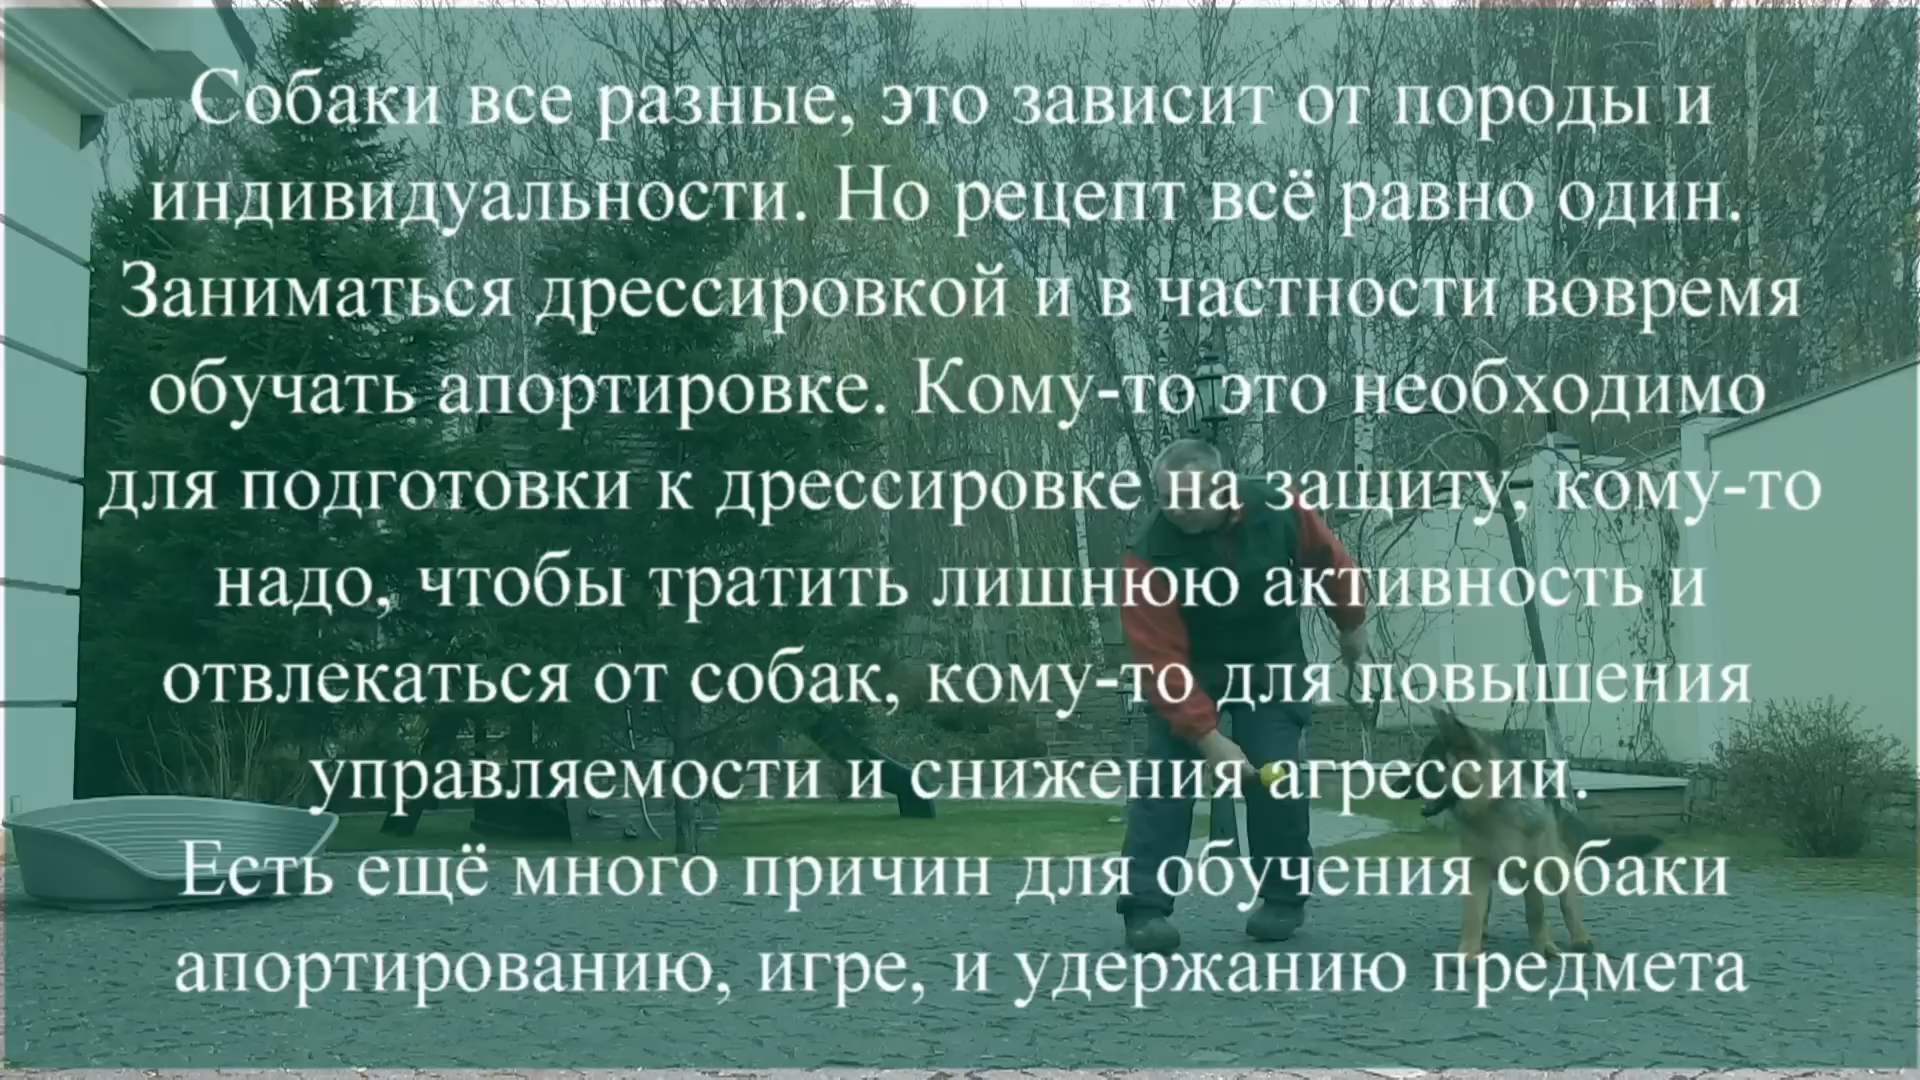 Собаки все разные, это зависит от породы и
индивидуальности. Но рецепт всё равно один.
Заниматься дрессировкой и в частности вовремя
обучать апортировке. Кому-то это необходимо
для подготовки к дрессировке на защиту, кому-то
надо, чтобы тратить лишнюю активность и
отвлекаться от собак, кому-то для повышения
управляемости и снижения агрессии.
Есть ещё много причин для обучения собаки
апортированию, игре, и удержанию предмета